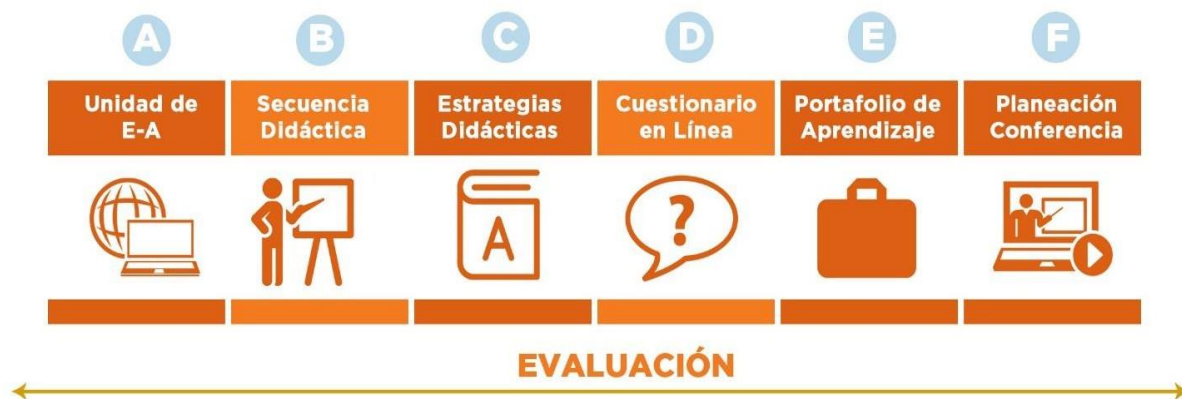 A
B
C
D
E
F
Unidad de
E-A
Secuencia
Didáctica
Estrategias
Didácticas
Cuestionario
en Línea
Portafolio de
Aprendizaje
Planeación
Conferencia
A
?
EVALUACIÓN